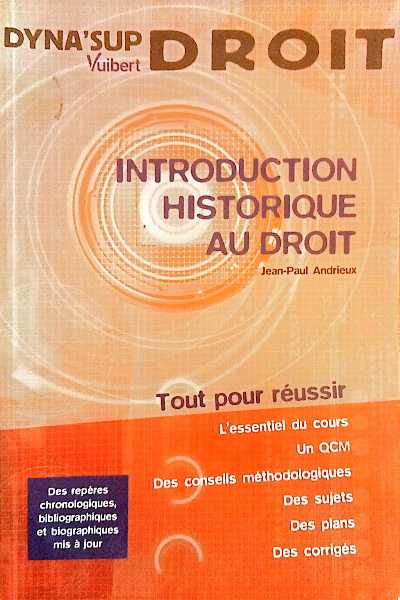 DYNA'SUP DROIT
Vuibert
INTRODUCTION
HISTORIQUE
AU DROIT
Jean-Paul Andrieux
Tout pour réussir
L'essentiel du cours
Un QCM
Des conseils méthodologiques
Des sujets
Des plans
Des corrigés
Des repères
chronologiques,
bibliographiques
et biographiques
mis à jour